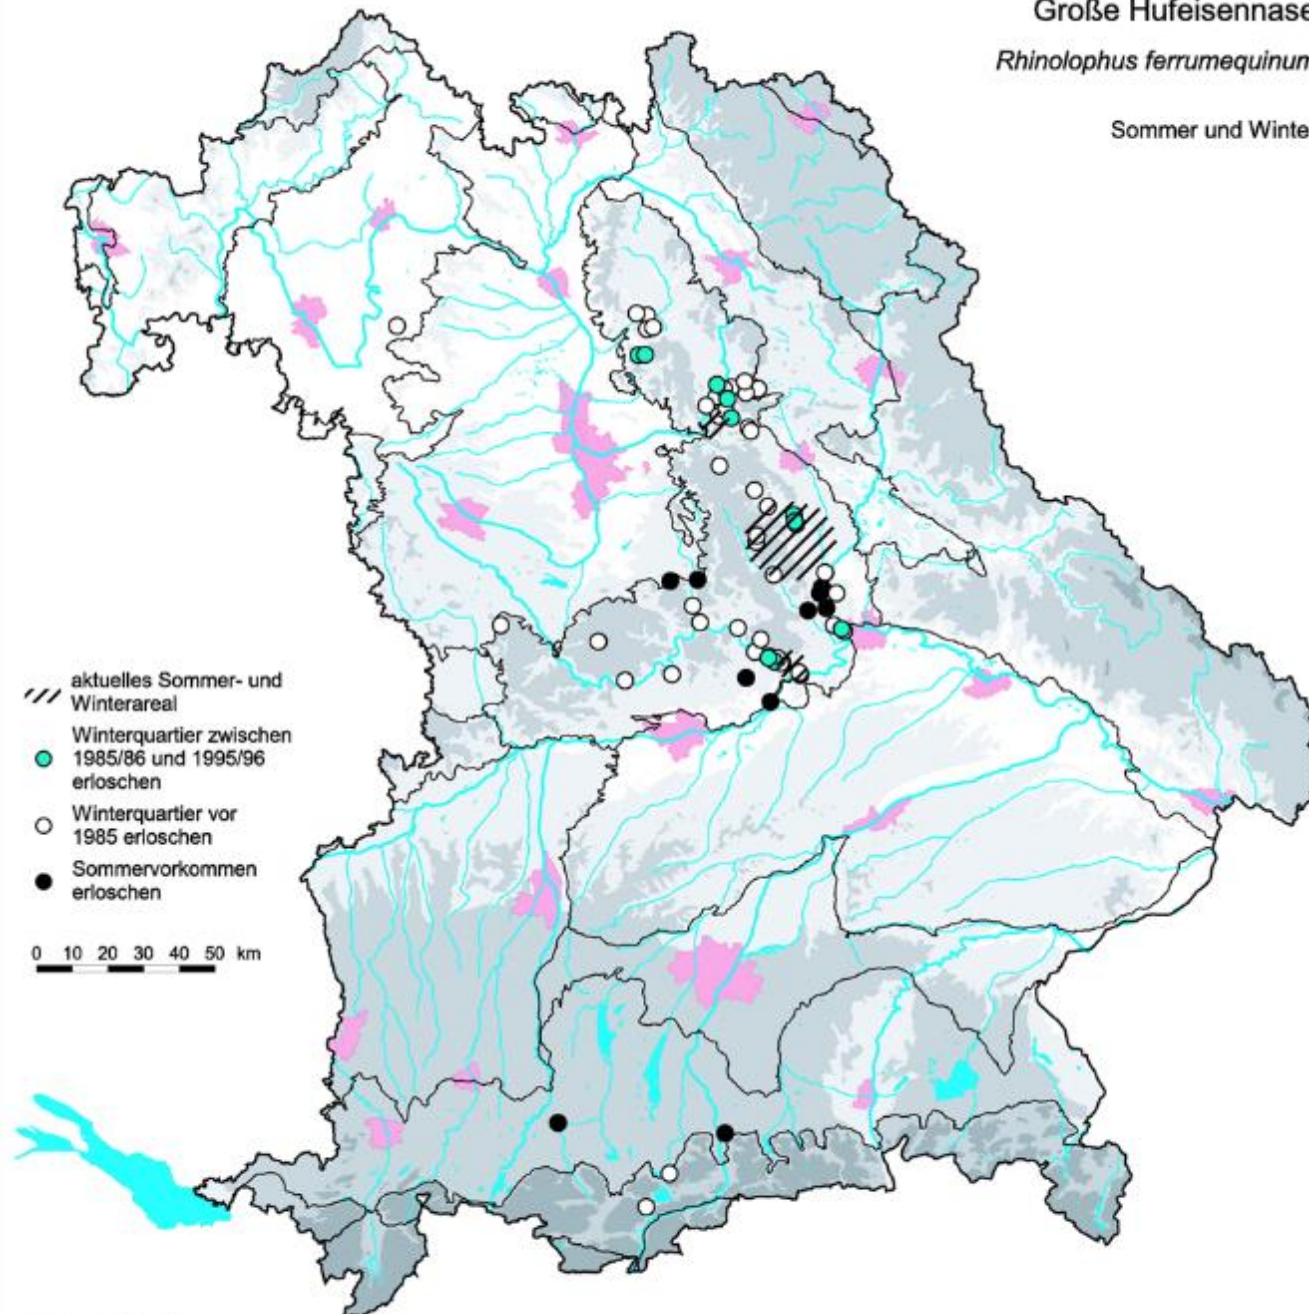 Große Hufeisennase
Rhinolophus ferrumequinum
Sommer und Winter
aktuelles Sommer- und
Winterareal
Winterquartier zwischen
1985/86 und 1995/96
erloschen
Winterquartier vor
1985 erloschen
Sommervorkommen
erloschen
0 10 20 30 40 50 km